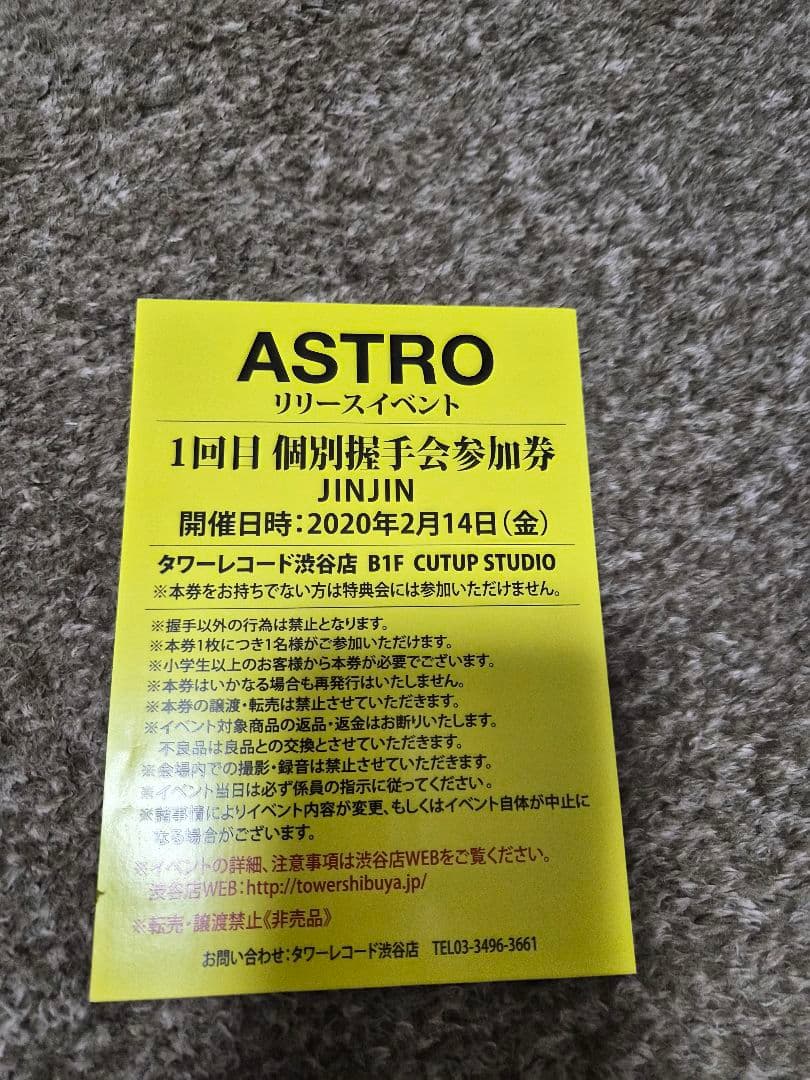 ASTRO
リリースイベント
1回目 個別握手会参加券
JINJIN
開催日時：2020年2月14日（金）
タワーレコード渋谷店 B1F CUTUP STUDIO
※本券をお持ちでない方は特典会には参加いただけません。
※握手以外の行為は禁止となります。
※本券1枚につき1名様がご参加いただけます。
※小学生以上のお客様から本券が必要でございます。
※本券はいかなる場合も再発行はいたしません。
※本券の譲渡・転売は禁止させていただきます。
※イベント対象商品の返品・返金はお断りいたします。
不良品は良品との交換とさせていただきます。
※会場内での撮影・録音は禁止させていただきます。
※イベント当日は必ず係員の指示に従ってください。
※諸事情によりイベント内容が変更、もしくはイベント自体が中止に
なる場合がございます。
※イベントの詳細、注意事項は渋谷店WEBをご覧ください。
渋谷店WEB：http://towershibuya.jp/
※転売・譲渡禁止《非売品》
お問い合わせ：タワーレコード渋谷店 TEL03-3496-3661